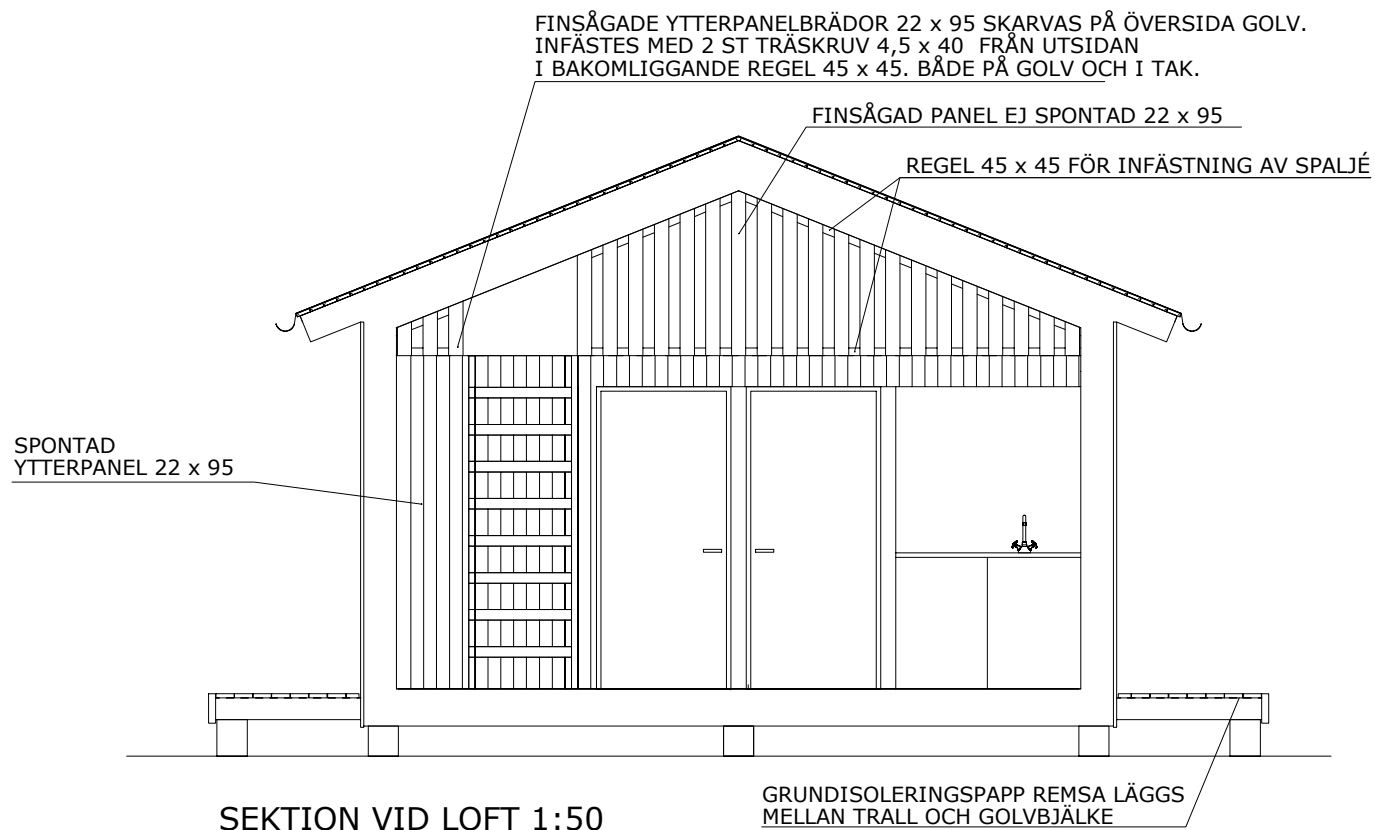 FINSÅGADE YTTERPANELBRÄDOR 22 x 95 SKARVAS PÅ ÖVERSIDA GOLV.
INFÄSTES MED 2 ST TRÄSKRUV 4,5 x 40 FRÅN UTSIDAN
I BAKOMLIGGANDE REGEL 45 x 45. BÅDE PÅ GOLV OCH I TAK.
FINSÅGAD PANEL EJ SPONTAD 22 x 95
REGEL 45 x 45 FÖR INFÄSTNING AV SPALJÉ
SPONTAD
YTTERPANEL 22 x 95
GRUNDISOLERINGSPAPP REMSA LÄGGS
MELLAN TRALL OCH GOLVBJÄLKE
SEKTION VID LOFT 1:50